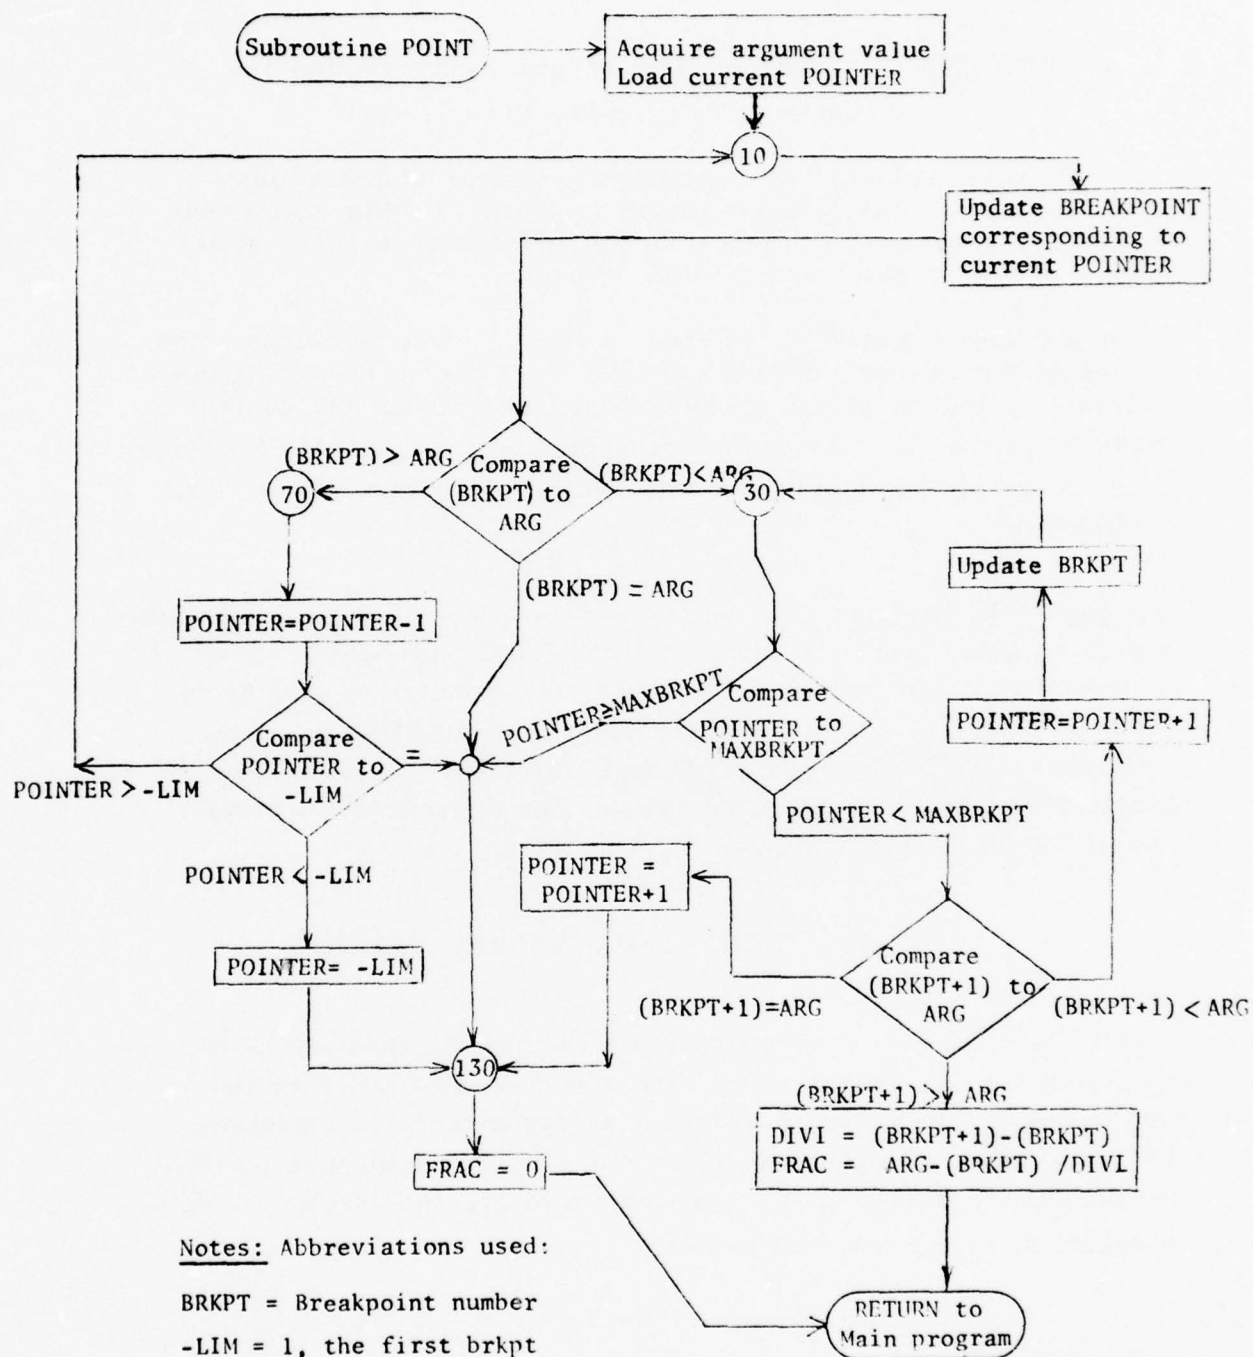 Subroutine POINT
Acquire argument value
Load current POINTER
10
Update BREAKPOINT
corresponding to
current POINTER
(BRKPT) > ARG
Compare
(BRKPT) to
ARG
(BRKPT)<ARG
70
30
(BRKPT) = ARG
Update BRKPT
POINTER=POINTER-1
POINTER≥MAXBRKPT
Compare
POINTER to
MAXBRKPT
POINTER=POINTER+1
Compare
POINTER to
-LIM
=
POINTER > -LIM
POINTER < MAXBRKPT
POINTER < -LIM
POINTER =
POINTER+1
POINTER= -LIM
Compare
(BRKPT+1) to
ARG
(BRKPT+1)=ARG
(BRKPT+1) < ARG
130
(BRKPT+1) > ARG
DIVI = (BRKPT+1)-(BRKPT)
FRAC = ARG-(BRKPT) /DIVI
FRAC = 0
Notes: Abbreviations used:
BRKPT = Breakpoint number
-LIM = 1, the first brkpt
RETURN to
Main program